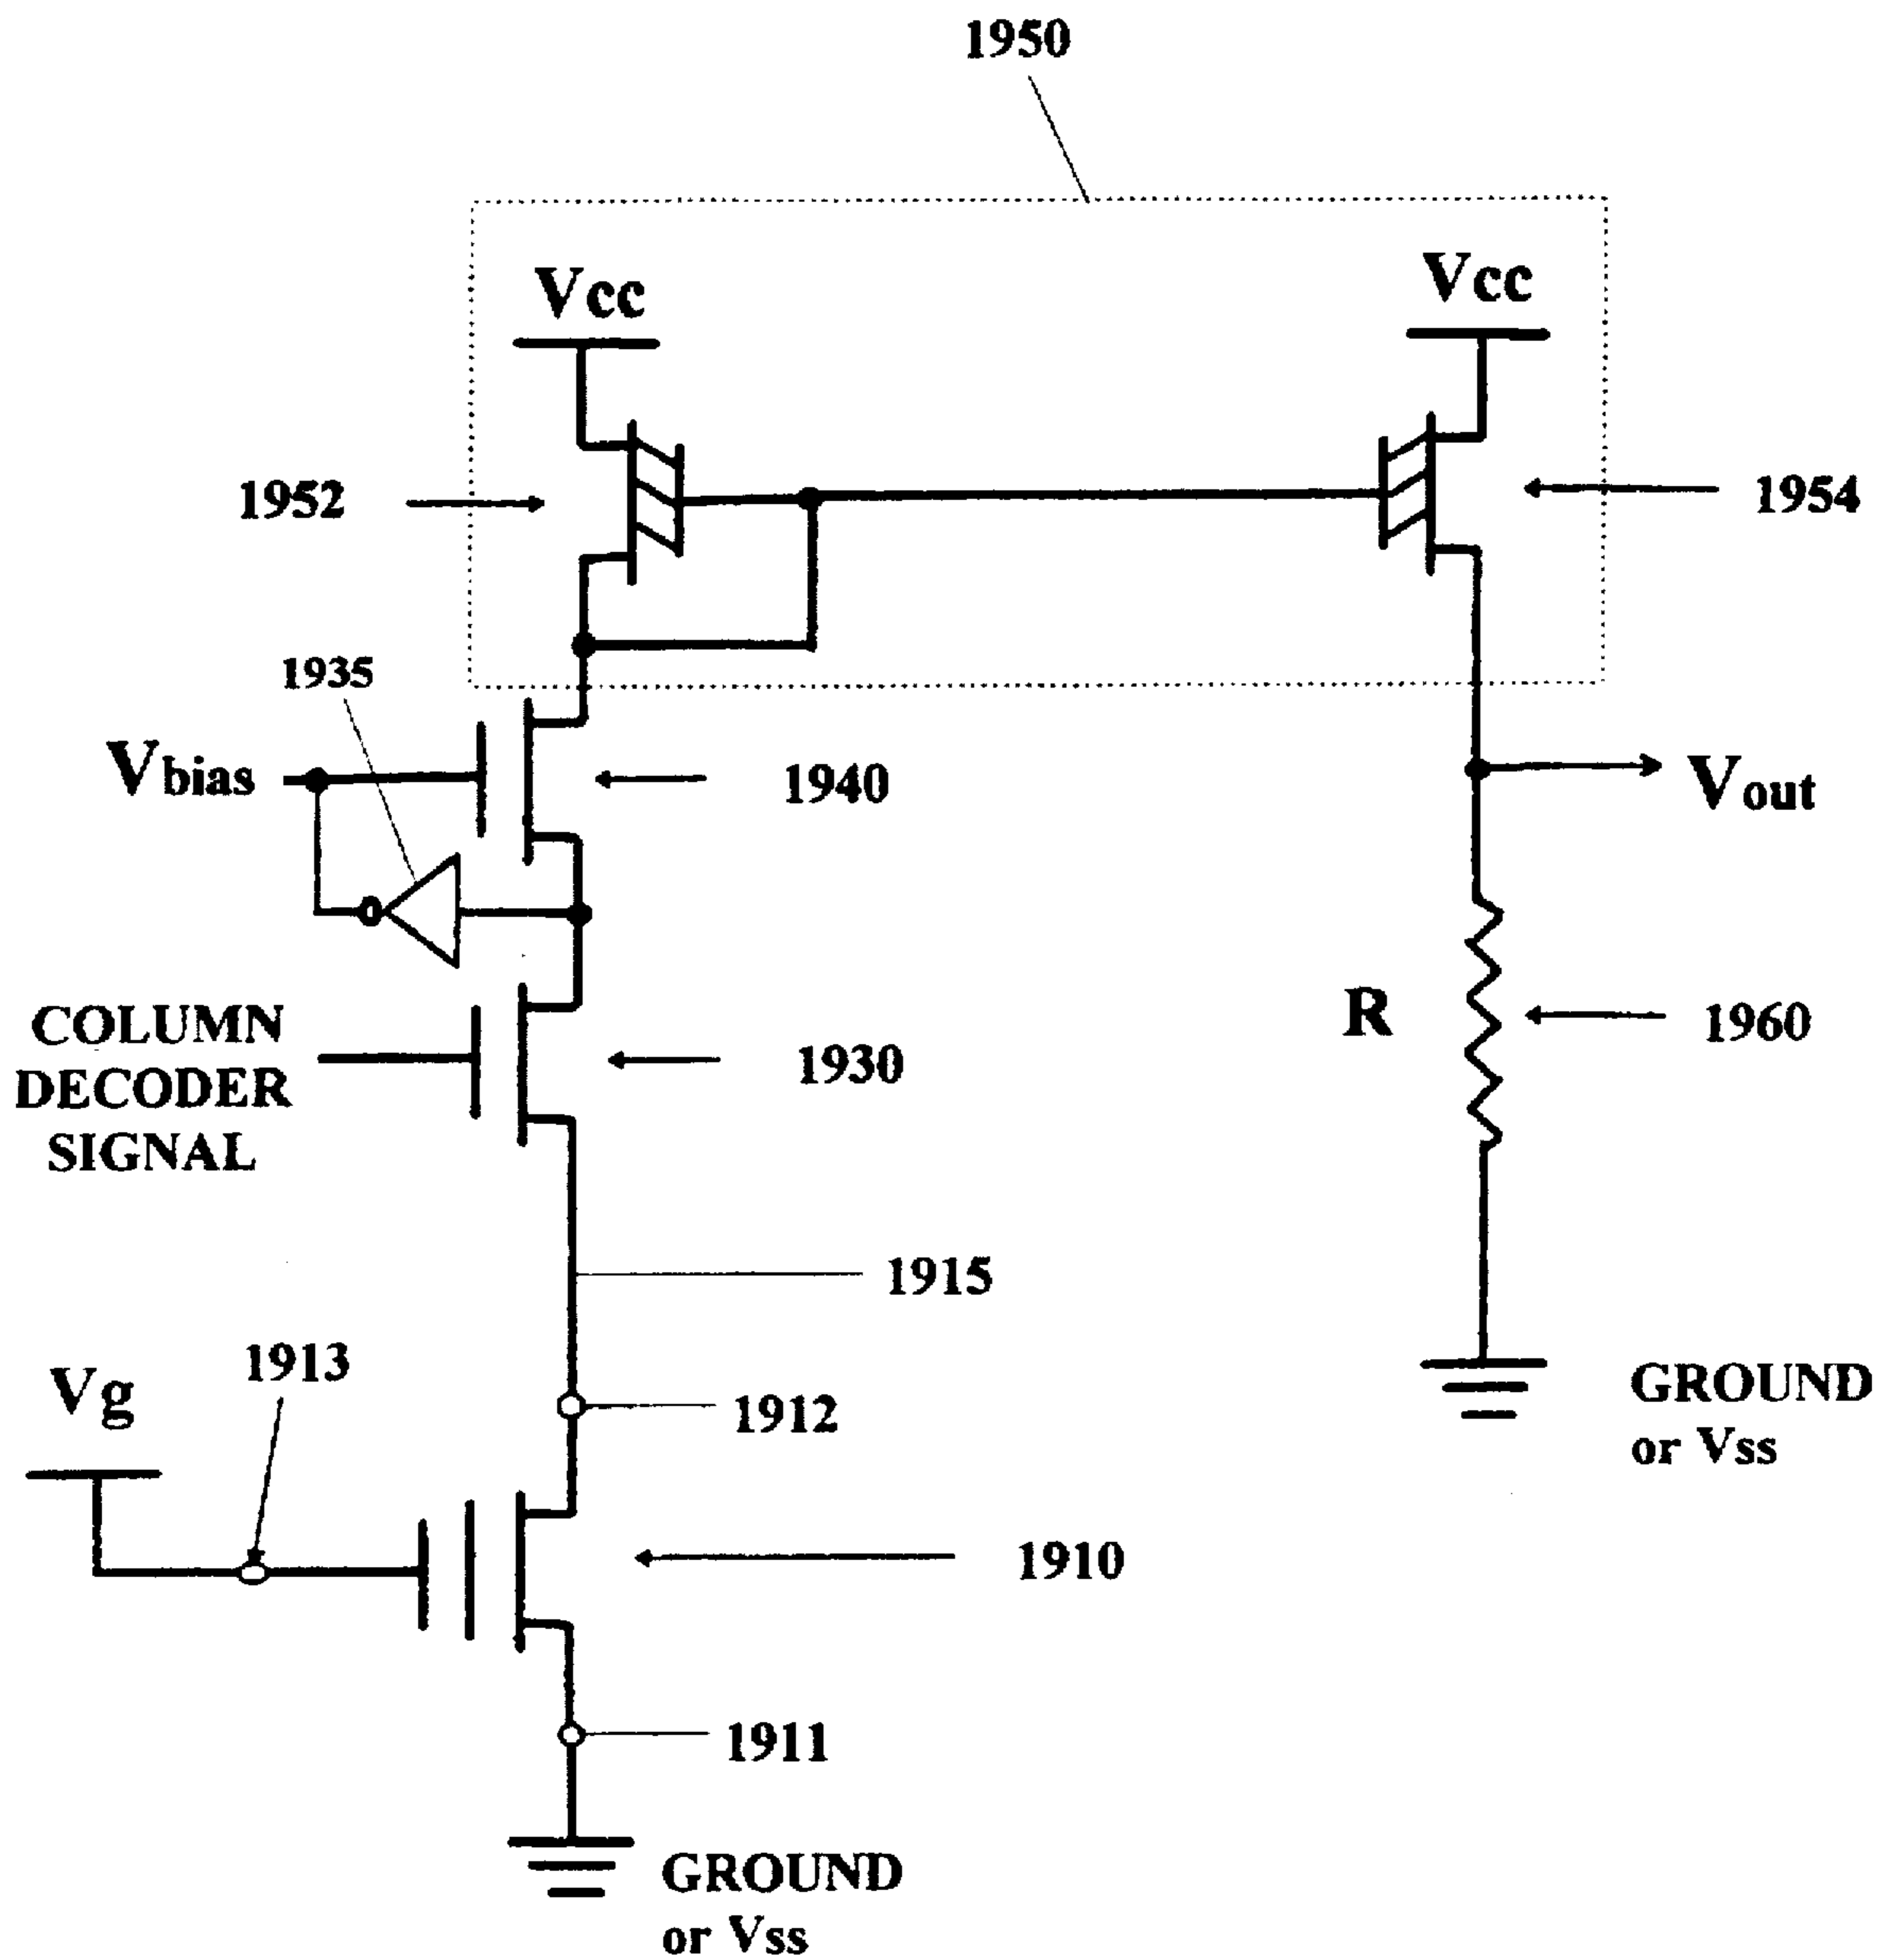 1950
Vcc
Vcc
1952
1954
1935
Vbias
1940
Vout
COLUMN
DECODER
SIGNAL
1930
R
1960
1915
Vg
1913
1912
GROUND
or Vss
1910
1911
GROUND
or Vss